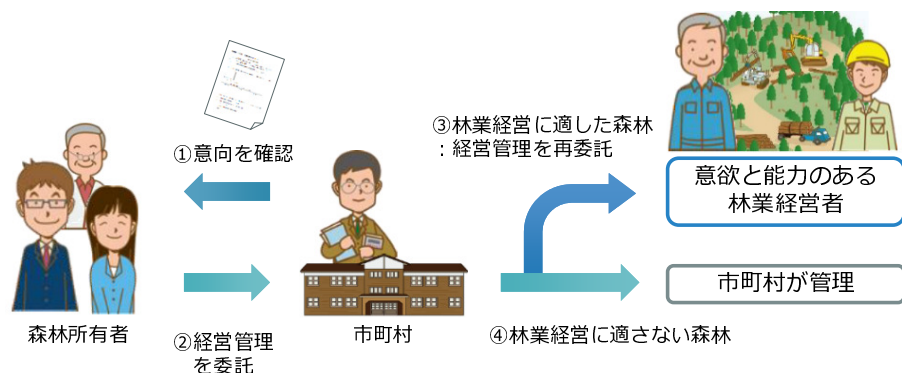 ①意向を確認
森林所有者
②経営管理
を委託
市町村
③林業経営に適した森林
：経営管理を再委託
意欲と能力のある
林業経営者
市町村が管理
④林業経営に適さない森林